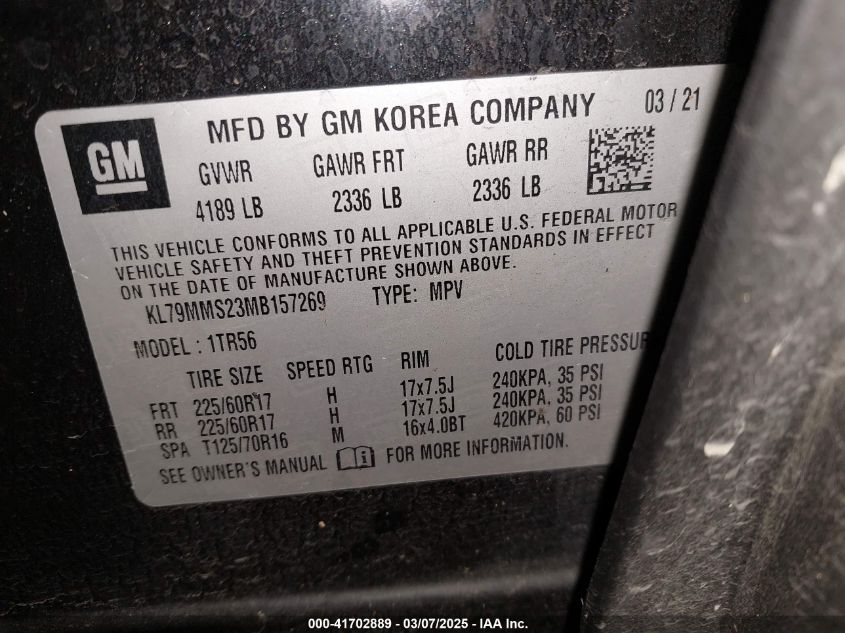 GM
MFD BY GM KOREA COMPANY 03 / 21
GVWR GAWR FRT GAWR RR
4189 LB 2336 LB 2336 LB
THIS VEHICLE CONFORMS TO ALL APPLICABLE U.S. FEDERAL MOTOR
VEHICLE SAFETY AND THEFT PREVENTION STANDARDS IN EFFECT
ON THE DATE OF MANUFACTURE SHOWN ABOVE.
KL79MMS23MB157269 TYPE: MPV
MODEL : 1TR56
TIRE SIZE SPEED RTG RIM COLD TIRE PRESSUR
FRT 225/60R17 H 17x7.5J 240KPA, 35 PSI
RR 225/60R17 H 17x7.5J 240KPA, 35 PSI
SPA T125/70R16 M 16x4.0BT 420KPA, 60 PSI
SEE OWNER'S MANUAL i FOR MORE INFORMATION.
000-41702889 - 03/07/2025 - IAA Inc.